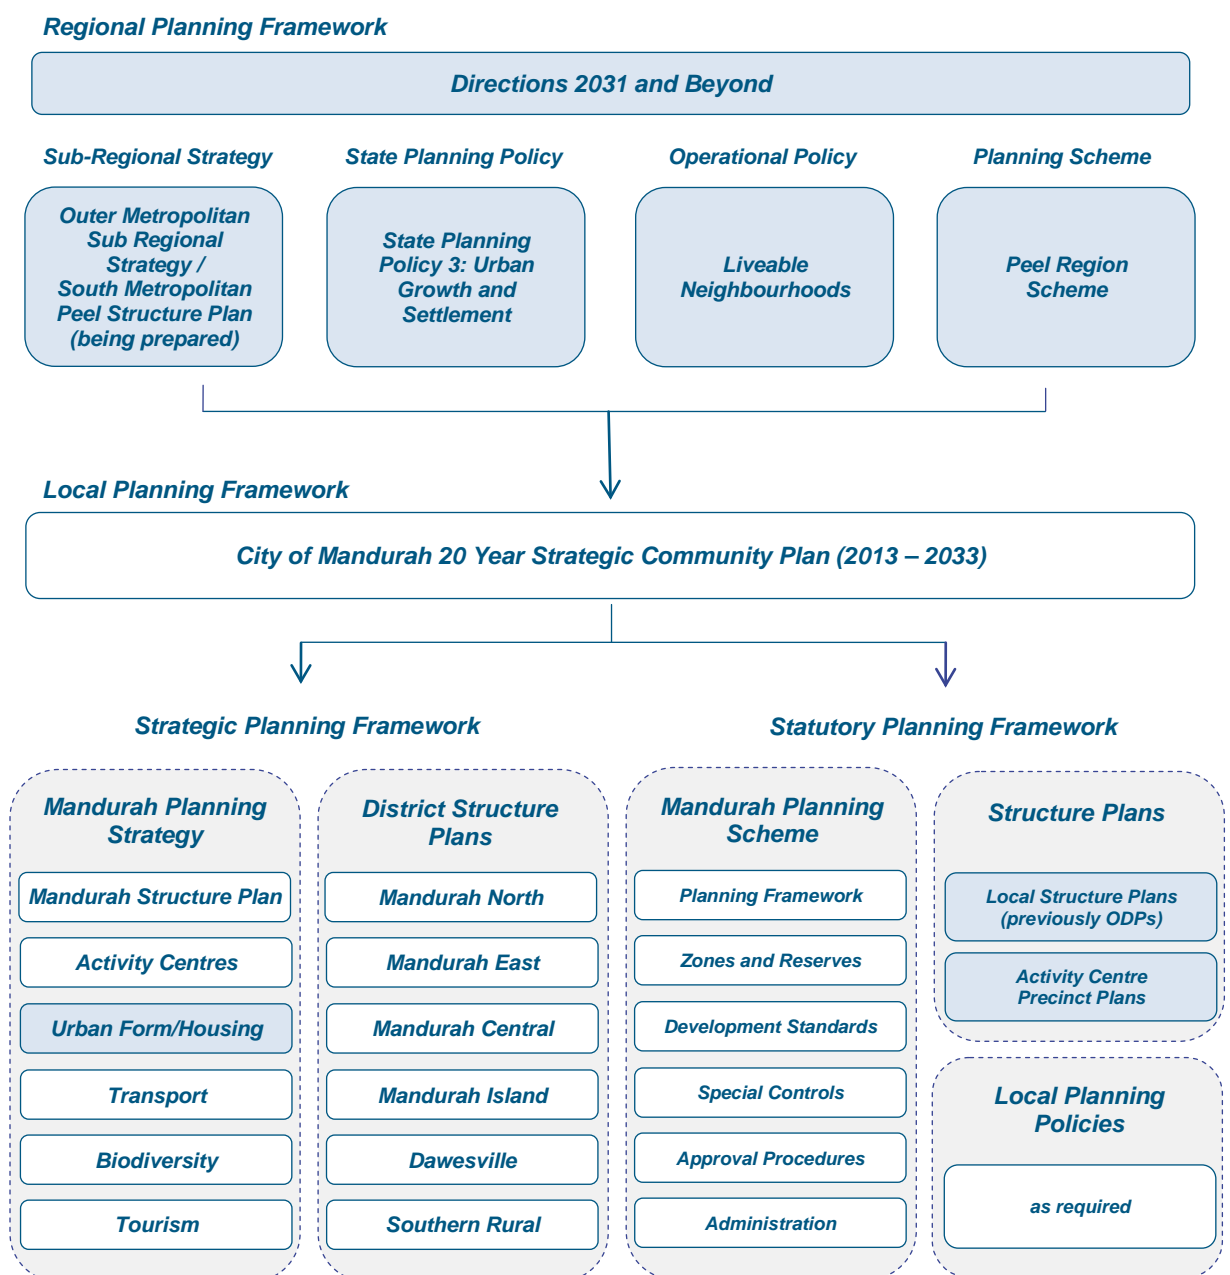 Regional Planning Framework
Directions 2031 and Beyond
Sub-Regional Strategy
State Planning Policy
Operational Policy
Planning Scheme
Outer Metropolitan
Sub Regional
Strategy /
South Metropolitan
Peel Structure Plan
(being prepared)
State Planning
Policy 3: Urban
Growth and
Settlement
Liveable
Neighbourhoods
Peel Region
Scheme
Local Planning Framework
City of Mandurah 20 Year Strategic Community Plan (2013 – 2033)
Strategic Planning Framework
Statutory Planning Framework
Mandurah Planning
Strategy
Mandurah Structure Plan
Activity Centres
Urban Form/Housing
Transport
Biodiversity
Tourism
District Structure
Plans
Mandurah North
Mandurah East
Mandurah Central
Mandurah Island
Dawesville
Southern Rural
Mandurah Planning
Scheme
Planning Framework
Zones and Reserves
Development Standards
Special Controls
Approval Procedures
Administration
Structure Plans
Local Structure Plans
(previously ODPs)
Activity Centre
Precinct Plans
Local Planning
Policies
as required